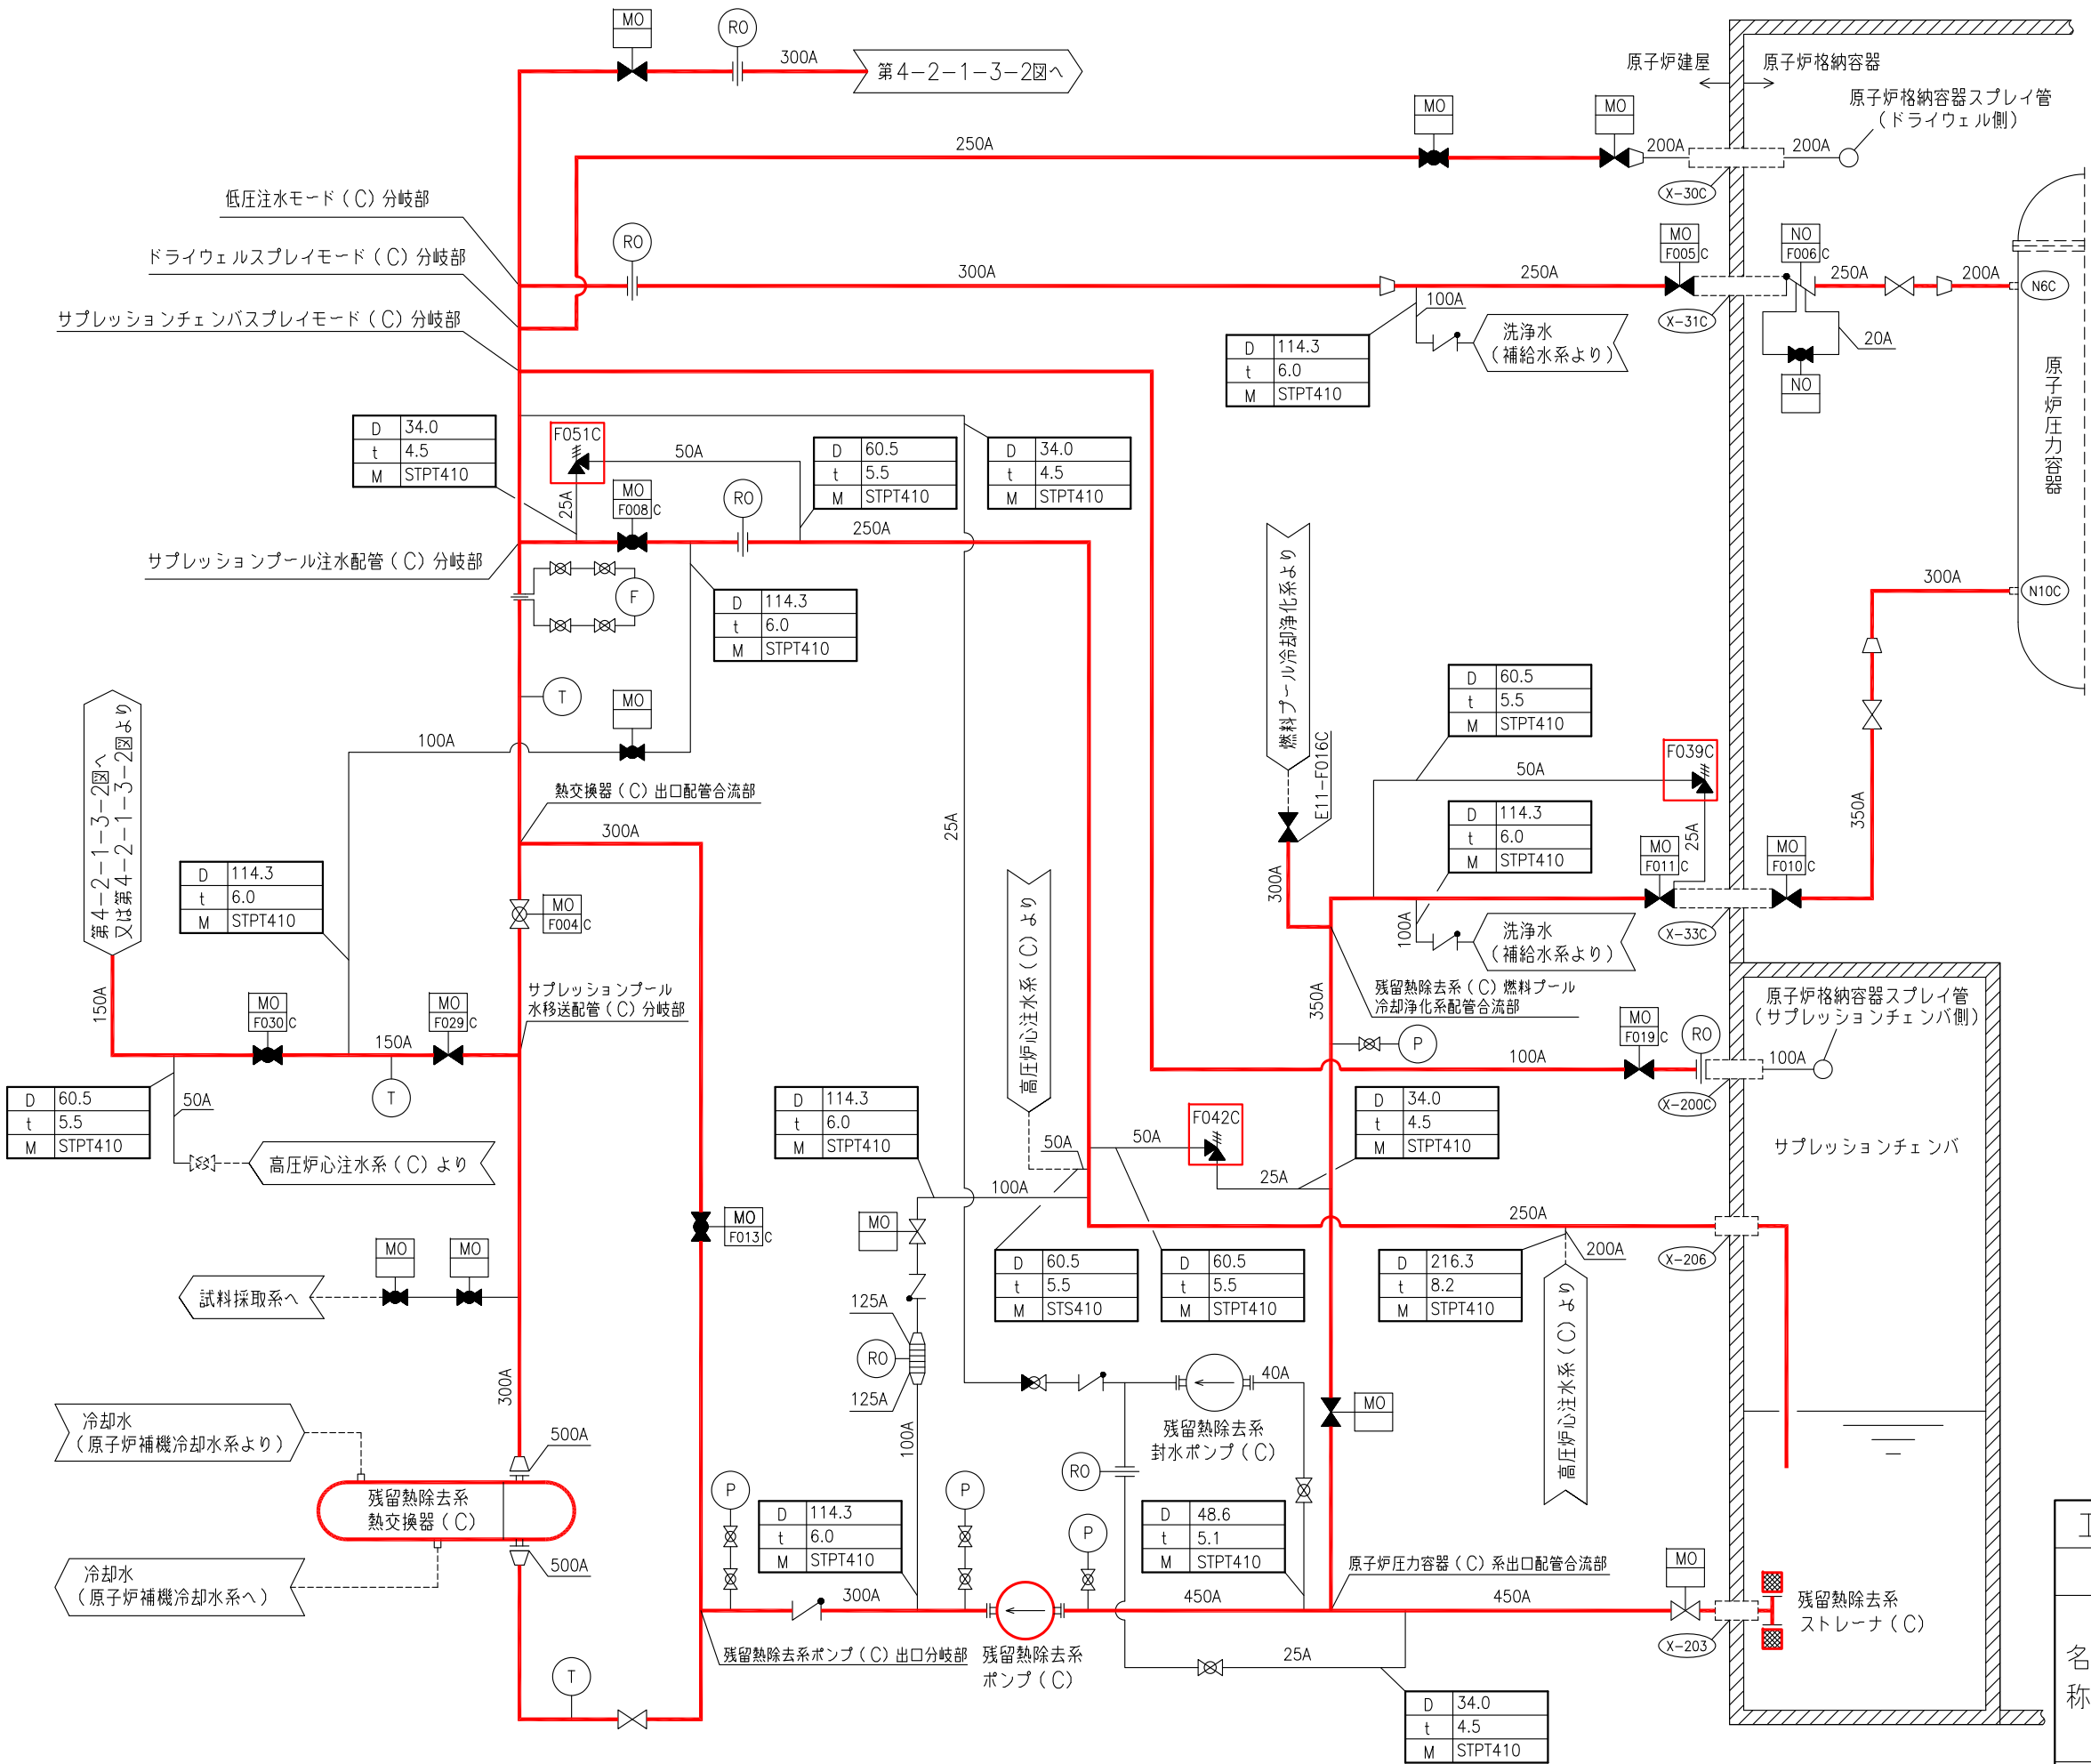 MO
RO
300A
第4-2-1-3-2図へ
原子炉建屋
原子炉格納容器
原子炉格納容器スプレイ管
(ドライウェル側)
MO
MO
250A
200A
200A
X-30C
低圧注水モード(C)分岐部
ドライウェルスプレイモード(C)分岐部
サプレッションチェンバスプレイモード(C)分岐部
RO
300A
250A
MO
F005 C
NO
F006 C
250A
200A
N6C
X-31C
100A
洗浄水
(補給水系より)
20A
NO
D 114.3
t 6.0
M STPT410
原子炉圧力容器
D 34.0
t 4.5
M STPT410
F051C
50A
25A
D 60.5
t 5.5
M STPT410
D 34.0
t 4.5
M STPT410
MO
F008 C
RO
250A
サプレッションプール注水配管(C)分岐部
F
D 114.3
t 6.0
M STPT410
燃料プール冷却浄化系より
E11-F016C
300A
N10C
T
MO
100A
第4-2-1-3-2図へ
又は第4-2-1-3-2図より
D 60.5
t 5.5
M STPT410
F039C
50A
25A
350A
熱交換器(C)出口配管合流部
300A
25A
300A
D 114.3
t 6.0
M STPT410
MO
F011 C
MO
F010 C
D 114.3
t 6.0
M STPT410
MO
F004 C
高圧炉心注水系(C)より
100A
洗浄水
(補給水系より)
X-33C
残留熱除去系(C)燃料プール
冷却浄化系配管合流部
サプレッションプール
水移送配管(C)分岐部
150A
MO
F030 C
MO
F029 C
150A
T
350A
P
MO
F019 C
RO
100A
原子炉格納容器スプレイ管
(サプレッションチェンバ側)
100A
X-200C
D 60.5
t 5.5
M STPT410
50A
高圧炉心注水系(C)より
D 114.3
t 6.0
M STPT410
50A
50A
F042C
25A
D 34.0
t 4.5
M STPT410
サプレッションチェンバ
100A
MO
F013 C
MO
250A
200A
X-206
D 60.5
t 5.5
M STS410
D 60.5
t 5.5
M STPT410
D 216.3
t 8.2
M STPT410
高圧炉心注水系(C)より
MO
MO
試料採取系へ
125A
RO
125A
100A
40A
残留熱除去系
封水ポンプ(C)
MO
300A
冷却水
(原子炉補機冷却水系より)
500A
残留熱除去系
熱交換器(C)
冷却水
(原子炉補機冷却水系へ)
500A
P
P
P
RO
D 114.3
t 6.0
M STPT410
D 48.6
t 5.1
M STPT410
原子炉圧力容器(C)系出口配管合流部
300A
450A
450A
MO
残留熱除去系
ストレーナ(C)
X-203
残留熱除去系ポンプ(C)出口分岐部
残留熱除去系
ポンプ(C)
25A
T
D 34.0
t 4.5
M STPT410
名
称